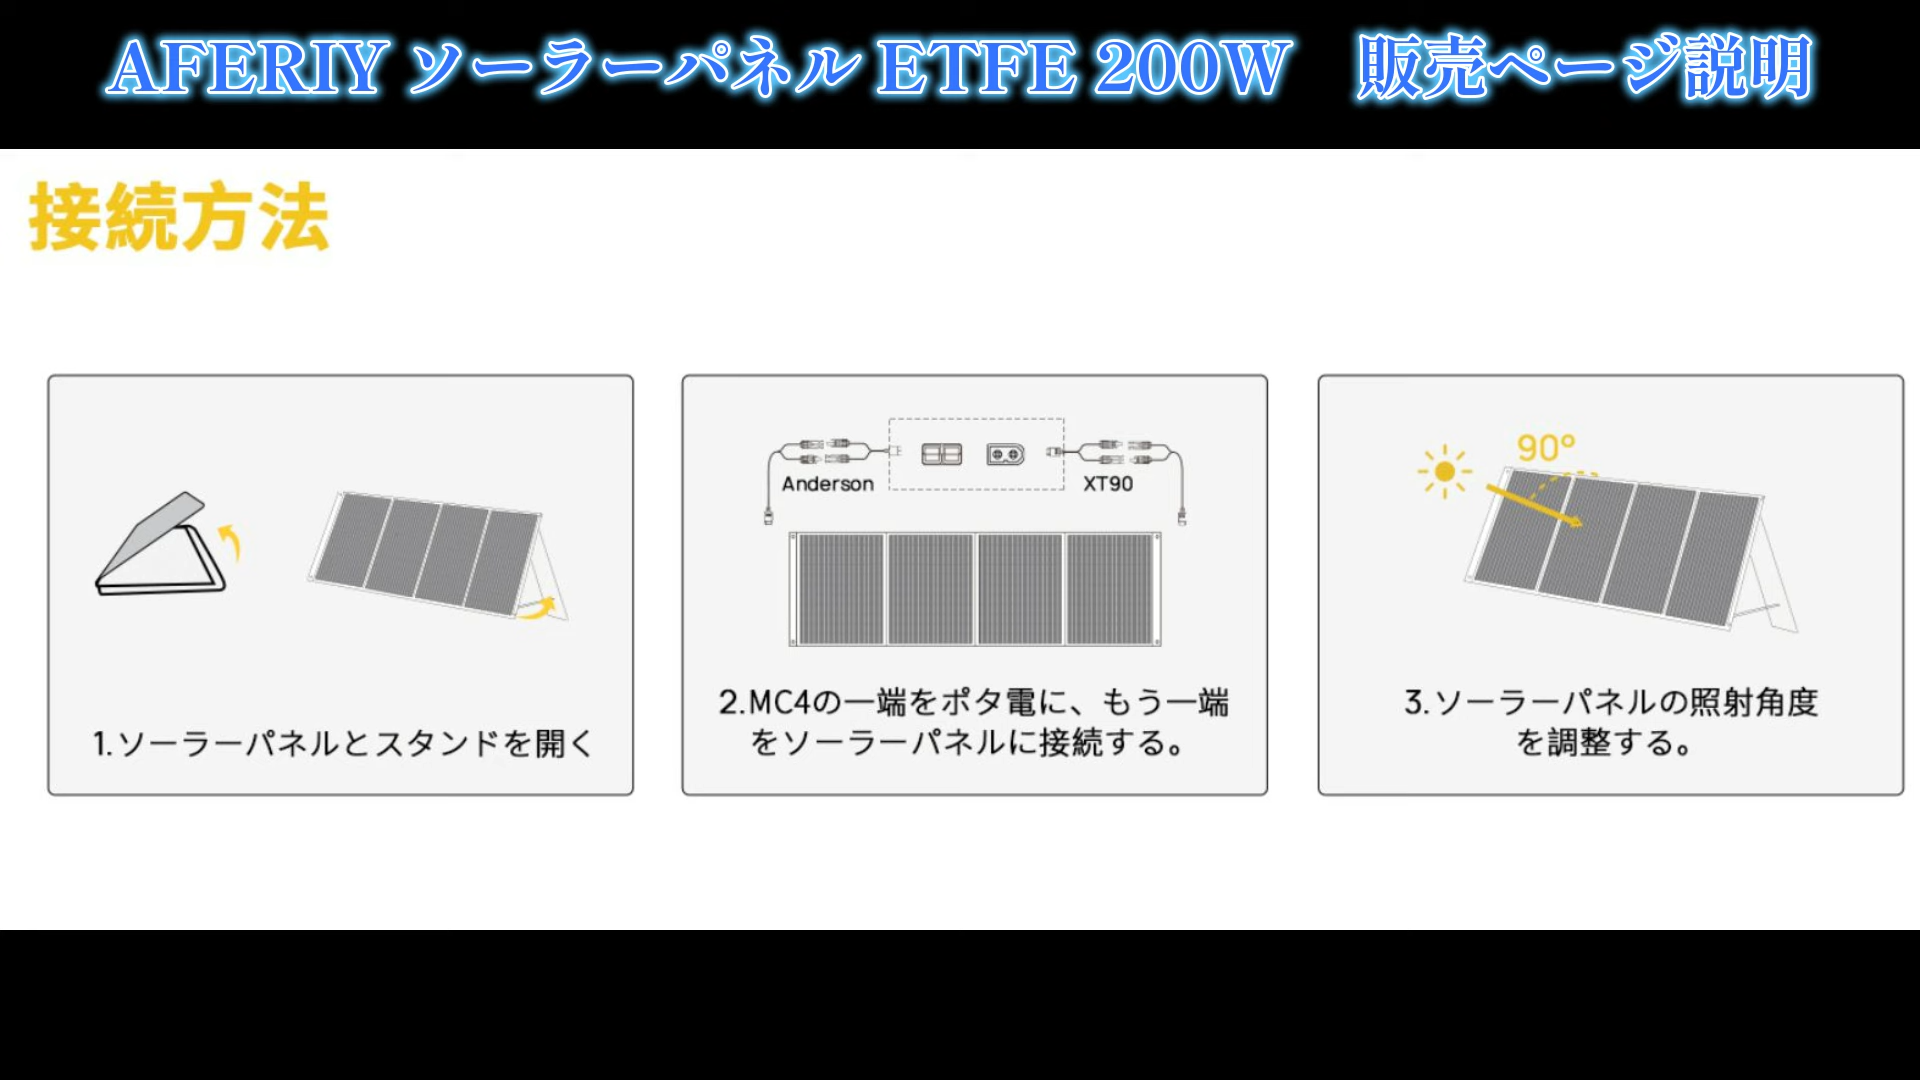 AFERIY ソーラーパネル ETFE 200W　販売ページ説明
接続方法
1.ソーラーパネルとスタンドを開く
Anderson
XT90
2.MC4の一端をポタ電に、もう一端
をソーラーパネルに接続する。
90°
3.ソーラーパネルの照射角度
を調整する。